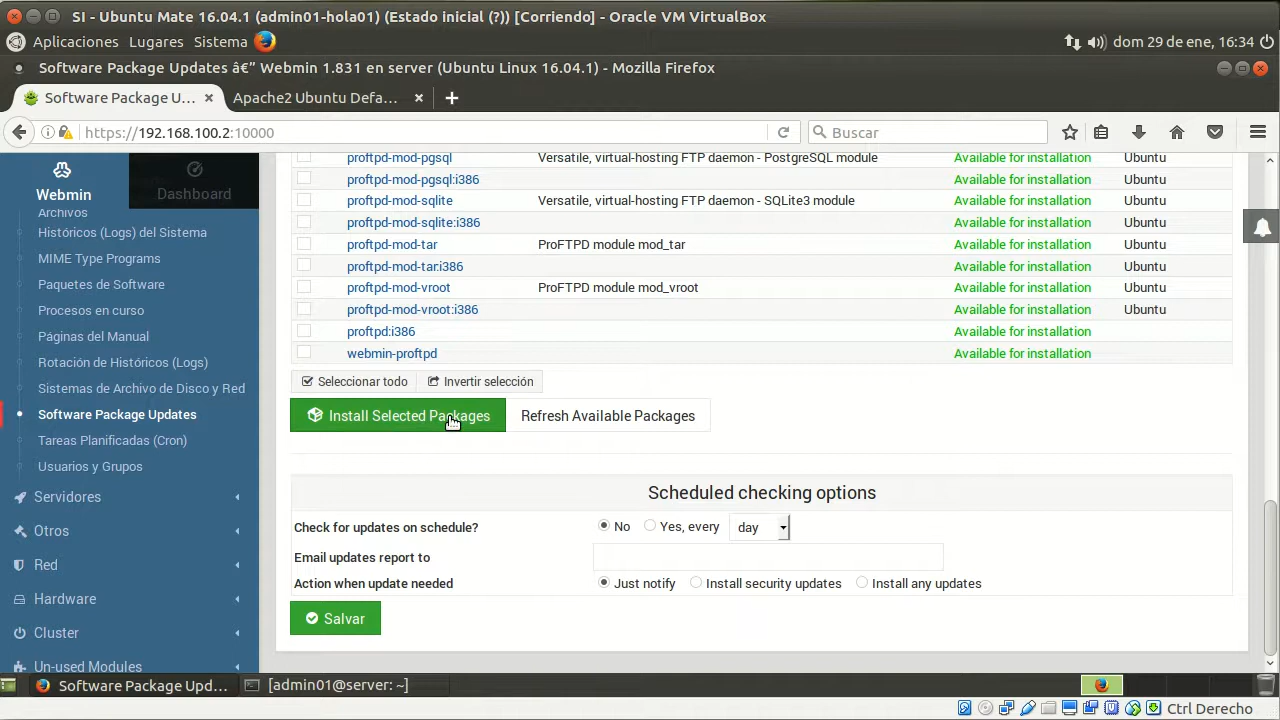 SI - Ubuntu Mate 16.04.1 (admin01-hola01) (Estado inicial (?)) [Corriendo] - Oracle VM VirtualBox
Aplicaciones Lugares Sistema dom 29 de ene, 16:34
Software Package Updates â€” Webmin 1.831 en server (Ubuntu Linux 16.04.1) - Mozilla Firefox
Software Package U... Apache2 Ubuntu Defa...
https://192.168.100.2:10000 Buscar
Webmin
Dashboard
Archivos
Históricos (Logs) del Sistema
MIME Type Programs
Paquetes de Software
Procesos en curso
Páginas del Manual
Rotación de Históricos (Logs)
Sistemas de Archivo de Disco y Red
Software Package Updates
Tareas Planificadas (Cron)
Usuarios y Grupos
Servidores
Otros
Red
Hardware
Cluster
Un-used Modules
proftpd-mod-pgsql Versatile, virtual-hosting FTP daemon - PostgreSQL module Available for installation Ubuntu
proftpd-mod-pgsql:i386 Available for installation Ubuntu
proftpd-mod-sqlite Versatile, virtual-hosting FTP daemon - SQLite3 module Available for installation Ubuntu
proftpd-mod-sqlite:i386 Available for installation Ubuntu
proftpd-mod-tar ProFTPD module mod_tar Available for installation Ubuntu
proftpd-mod-tar:i386 Available for installation Ubuntu
proftpd-mod-vroot ProFTPD module mod_vroot Available for installation Ubuntu
proftpd-mod-vroot:i386 Available for installation Ubuntu
proftpd:i386 Available for installation
webmin-proftpd Available for installation
Seleccionar todo Invertir selección
Install Selected Packages Refresh Available Packages
Scheduled checking options
Check for updates on schedule? No Yes, every day
Email updates report to
Action when update needed Just notify Install security updates Install any updates
Salvar
Software Package Upd... [admin01@server: ~]
Ctrl Derecho